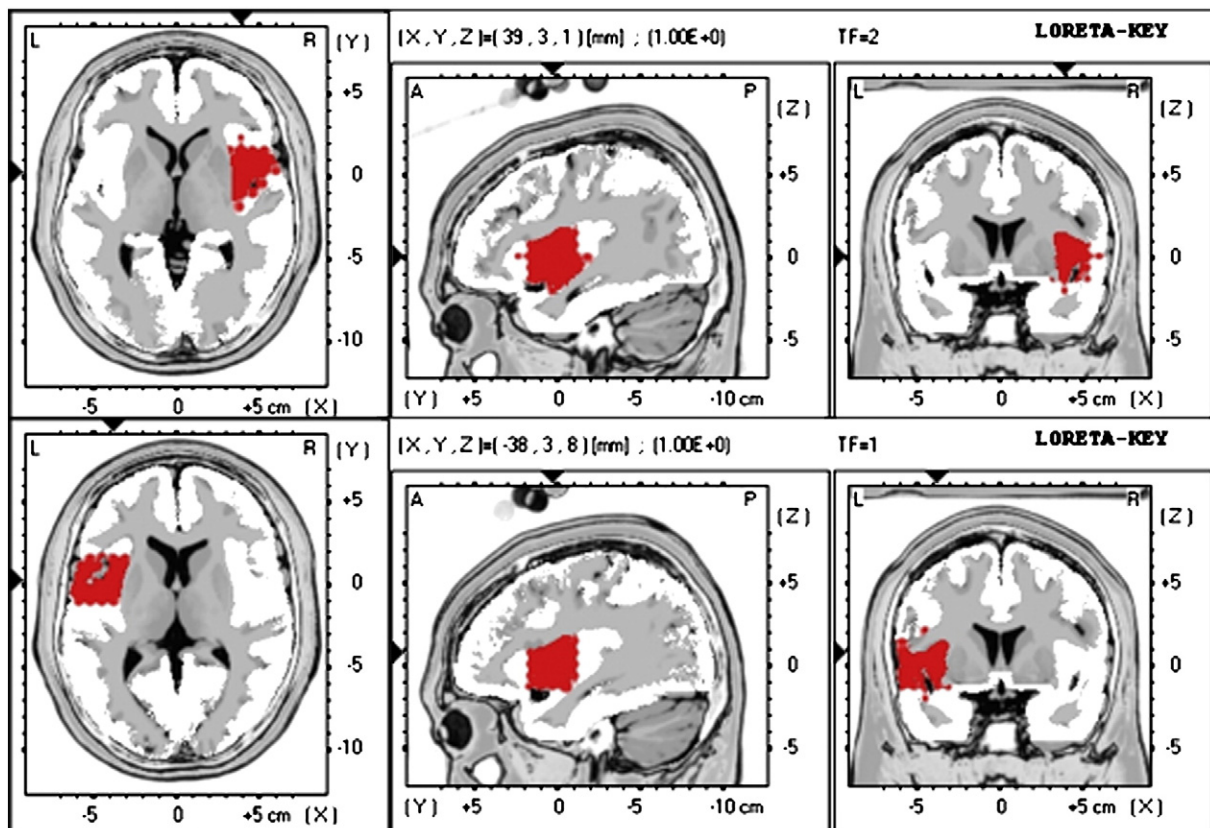 L R (Y)
+5
0
-5
-10
-5 0 +5 cm (X)
(X, Y, Z)=( 39 , 3 , 1 ) (mm) ; (1.00E+0) TF=2 LORETA-KEY
A P (Z)
+5
0
-5
(Y) +5 0 -5 -10 cm
L R (Z)
+5
0
-5
-5 0 +5 cm (X)
L R (Y)
+5
0
-5
-10
-5 0 +5 cm (X)
(X, Y, Z)=( -38 , 3 , 8 ) (mm) ; (1.00E+0) TF=1 LORETA-KEY
A P (Z)
+5
0
-5
(Y) +5 0 -5 -10 cm
L R (Z)
+5
0
-5
-5 0 +5 cm (X)